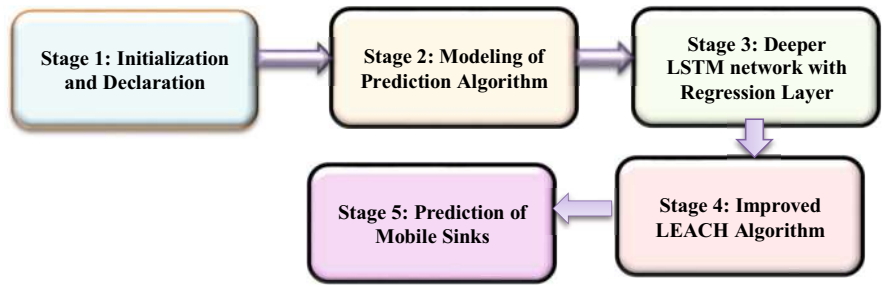 Stage 1: Initialization
and Declaration
Stage 2: Modeling of
Prediction Algorithm
Stage 3: Deeper
LSTM network with
Regression Layer
Stage 4: Improved
LEACH Algorithm
Stage 5: Prediction of
Mobile Sinks